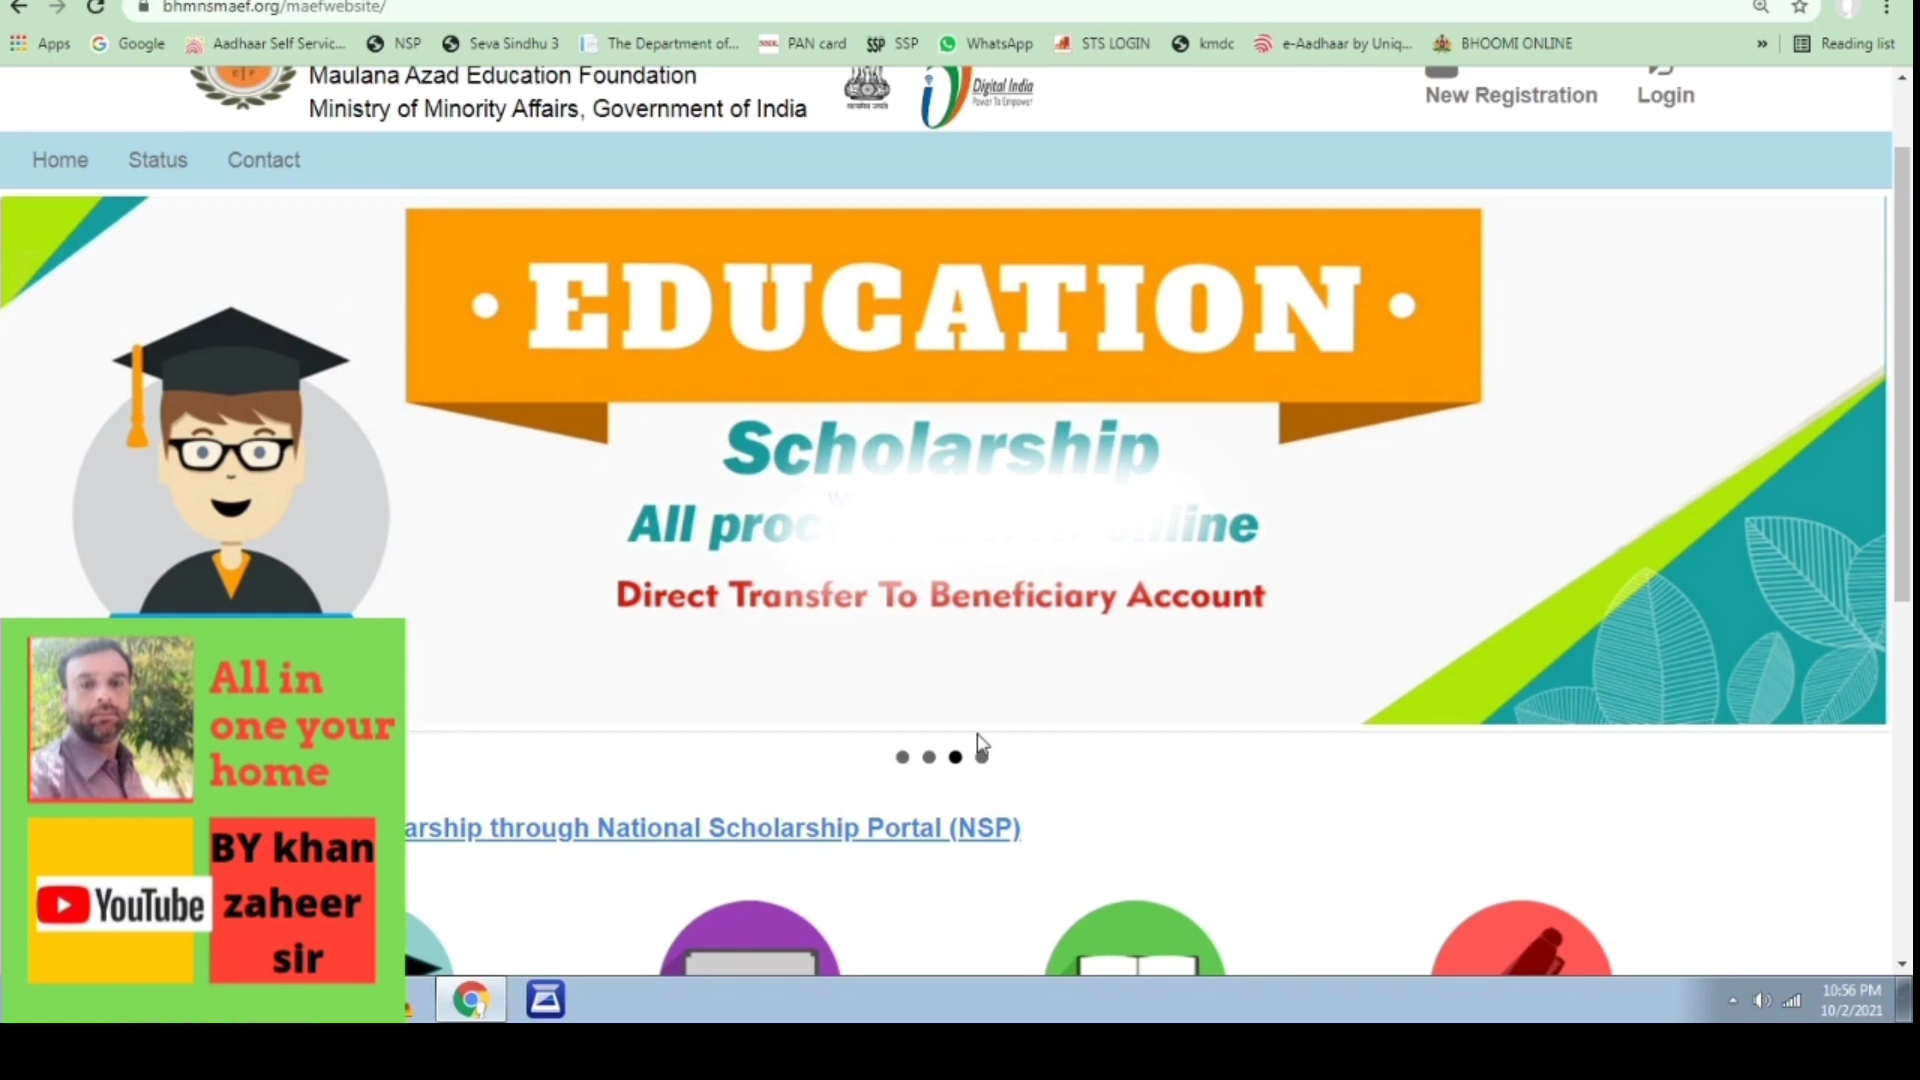 bhmnsmaef.org/maefwebsite/
Apps Google Aadhaar Self Servic... NSP Seva Sindhu 3 The Department of... PAN card SSP WhatsApp STS LOGIN kmdc e-Aadhaar by Uniq... BHOOMI ONLINE » Reading list
Maulana Azad Education Foundation
Ministry of Minority Affairs, Government of India
Digital India
Power To Empower
New Registration Login
Home Status Contact
• EDUCATION •
Scholarship
All online
Direct Transfer To Beneficiary Account
arship through National Scholarship Portal (NSP)
All in
one your
home
YouTube
BY khan
zaheer
sir
10:56 PM
10/2/2021